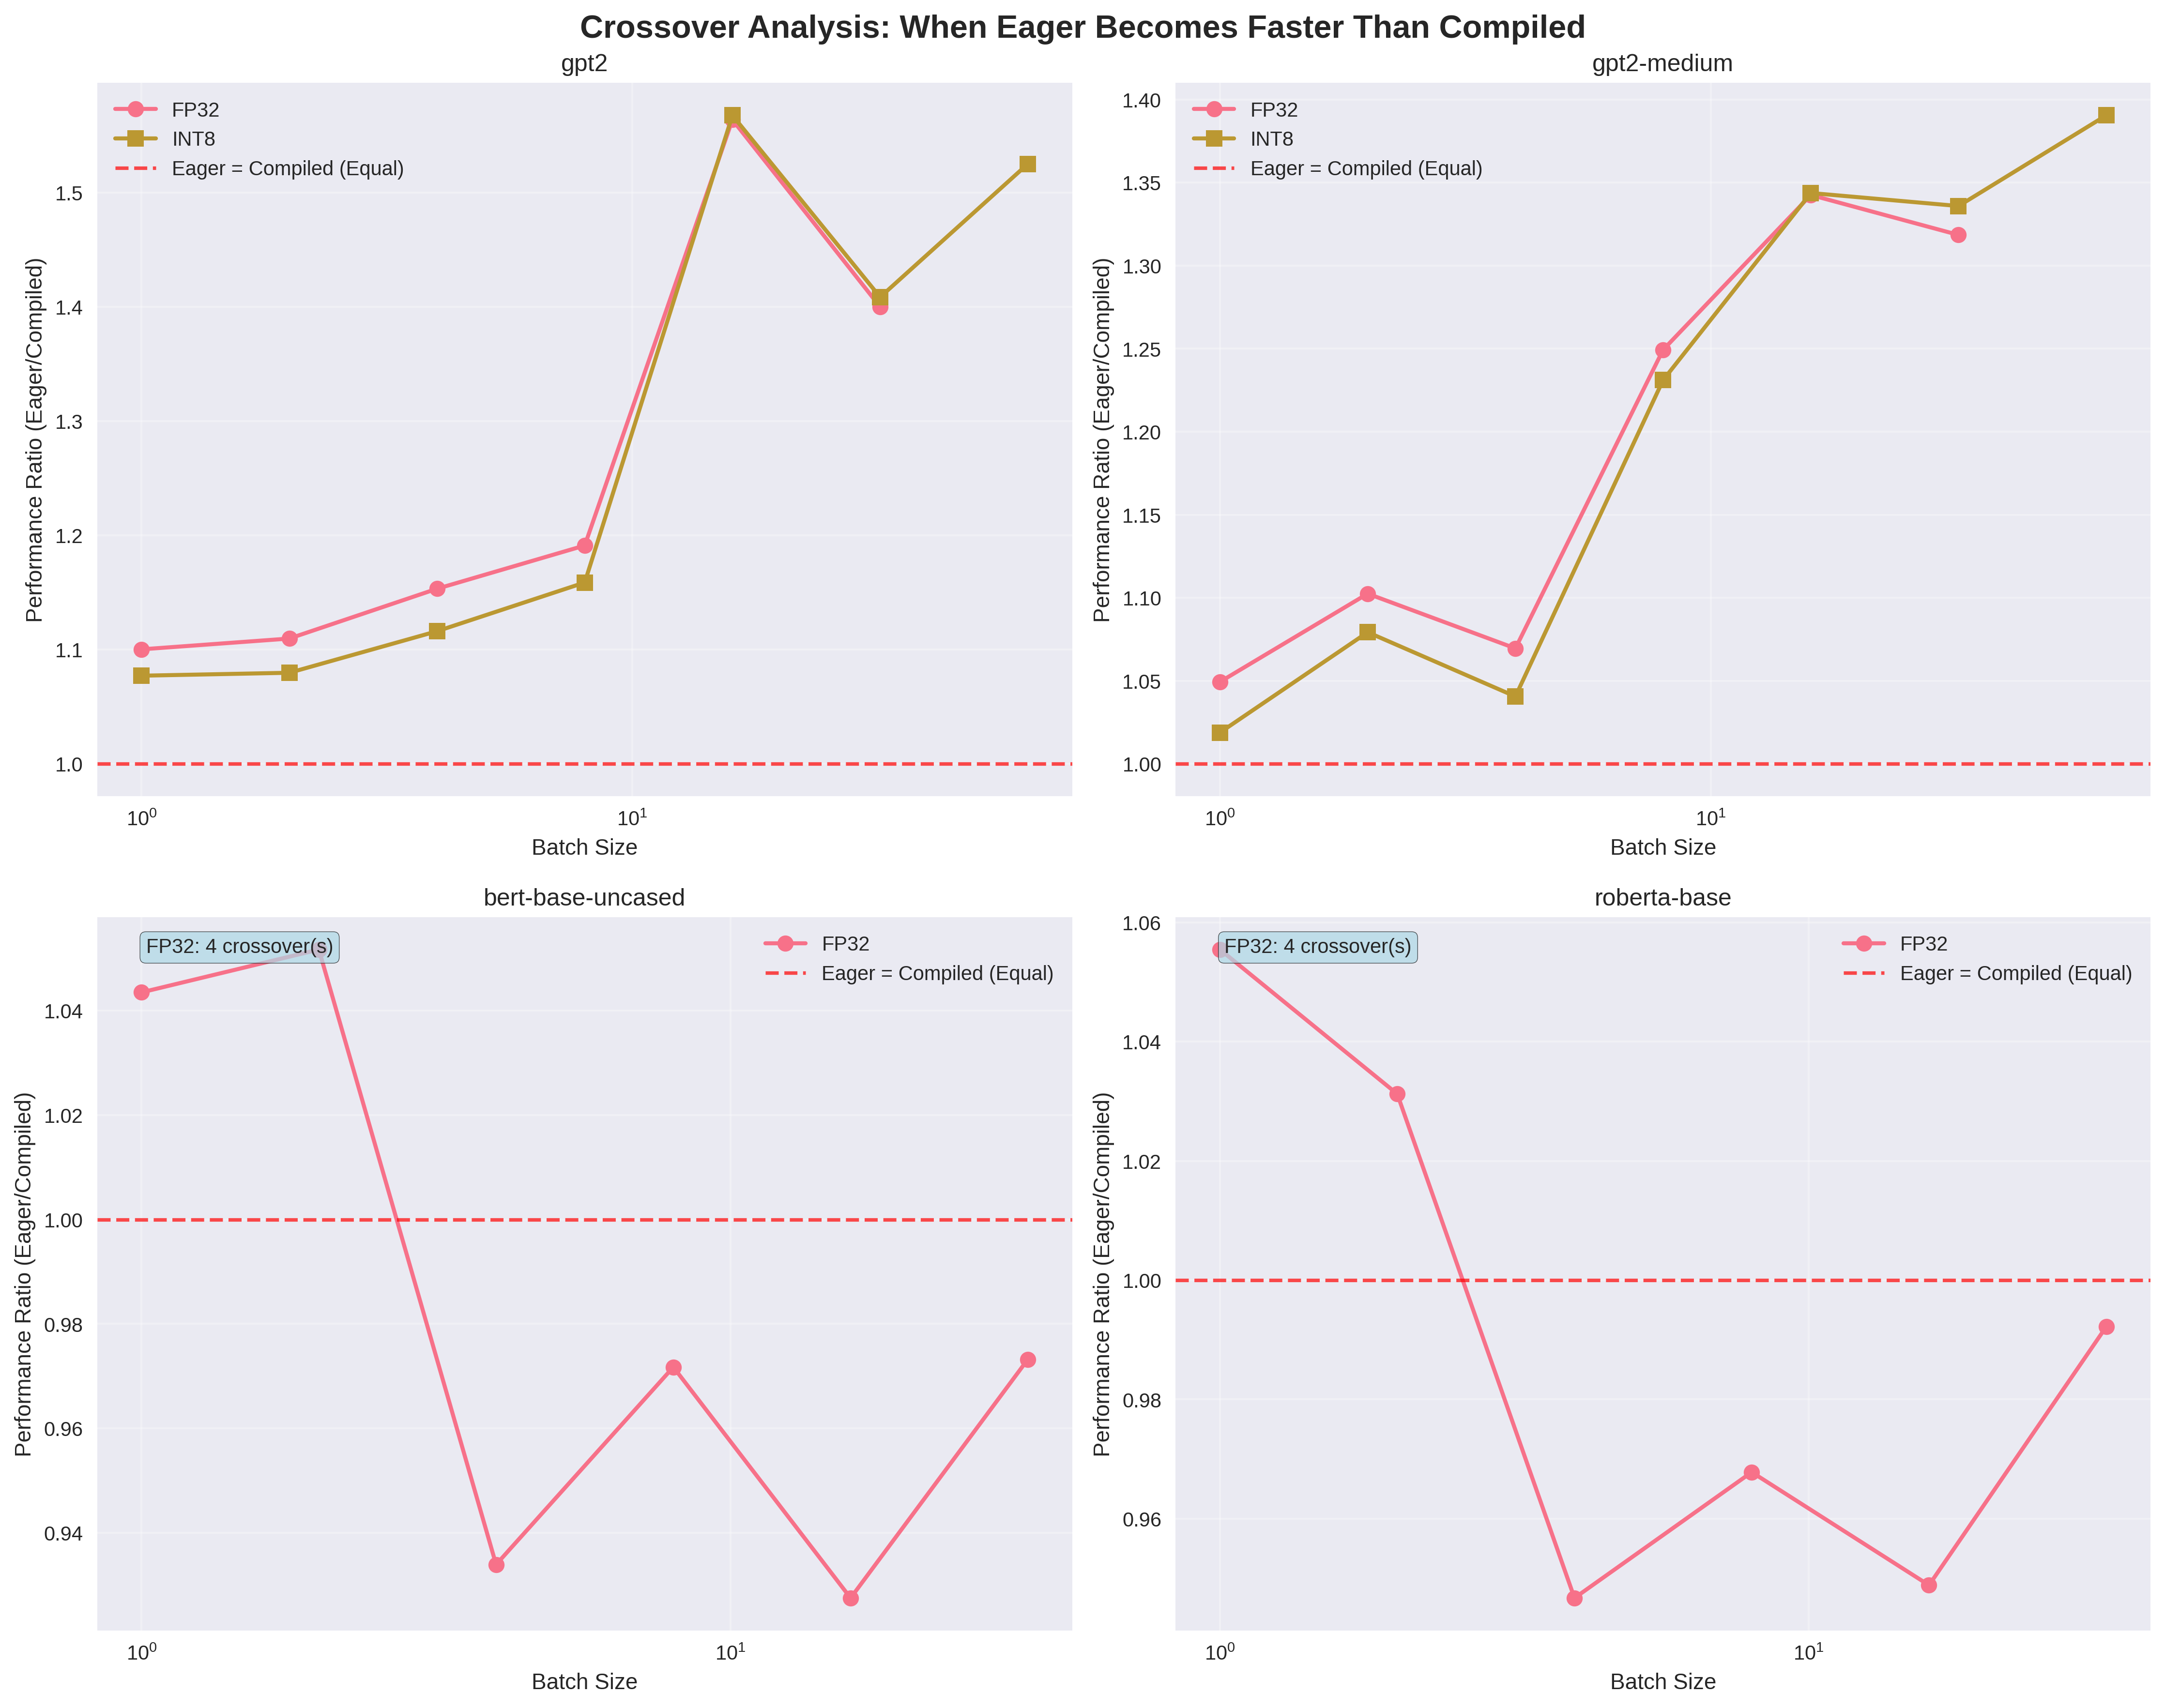 Crossover Analysis: When Eager Becomes Faster Than Compiled
gpt2
FP32
INT8
Eager = Compiled (Equal)
1.5
1.4
1.3
1.2
1.1
1.0
Performance Ratio (Eager/Compiled)
10⁰
10¹
Batch Size
gpt2-medium
FP32
INT8
Eager = Compiled (Equal)
1.40
1.35
1.30
1.25
1.20
1.15
1.10
1.05
1.00
Performance Ratio (Eager/Compiled)
10⁰
10¹
Batch Size
bert-base-uncased
FP32: 4 crossover(s)
FP32
Eager = Compiled (Equal)
1.04
1.02
1.00
0.98
0.96
0.94
Performance Ratio (Eager/Compiled)
10⁰
10¹
Batch Size
roberta-base
FP32: 4 crossover(s)
FP32
Eager = Compiled (Equal)
1.06
1.04
1.02
1.00
0.98
0.96
Performance Ratio (Eager/Compiled)
10⁰
10¹
Batch Size